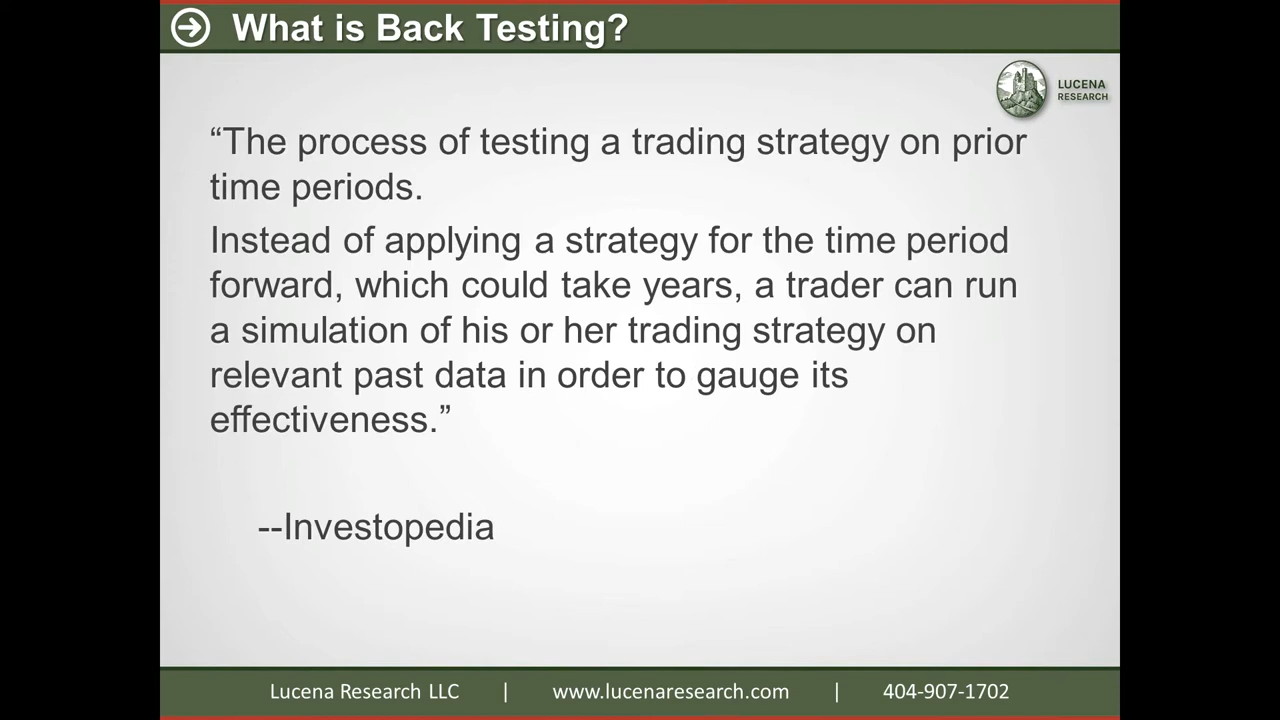 What is Back Testing?
LUCENA
RESEARCH
“The process of testing a trading strategy on prior
time periods.
Instead of applying a strategy for the time period
forward, which could take years, a trader can run
a simulation of his or her trading strategy on
relevant past data in order to gauge its
effectiveness.”
--Investopedia
Lucena Research LLC | www.lucenaresearch.com | 404-907-1702